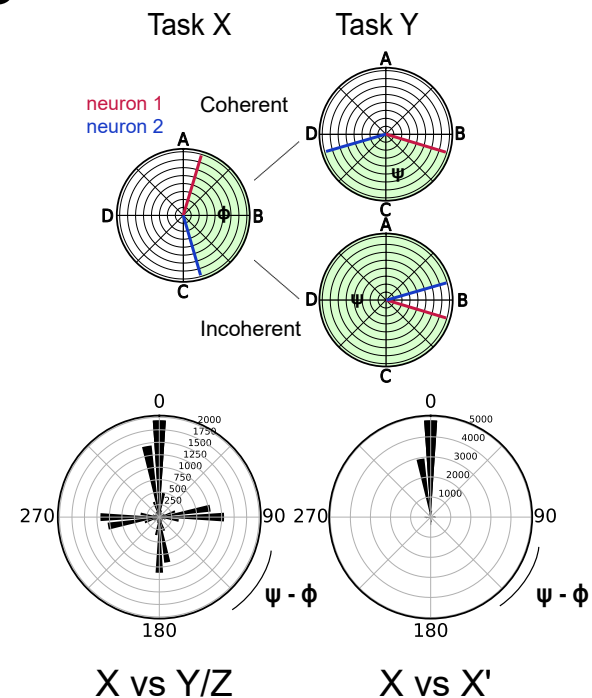 Task X Task Y
neuron 1
neuron 2
Coherent
A
D B
ψ
C
A
D ϕ B
C
A
D ψ B
C
Incoherent
0
2000
1750
1500
1250
1000
750
500
250
270 90
180
ψ - ϕ
X vs Y/Z
0
5000
4000
3000
2000
1000
270 90
180
ψ - ϕ
X vs X'